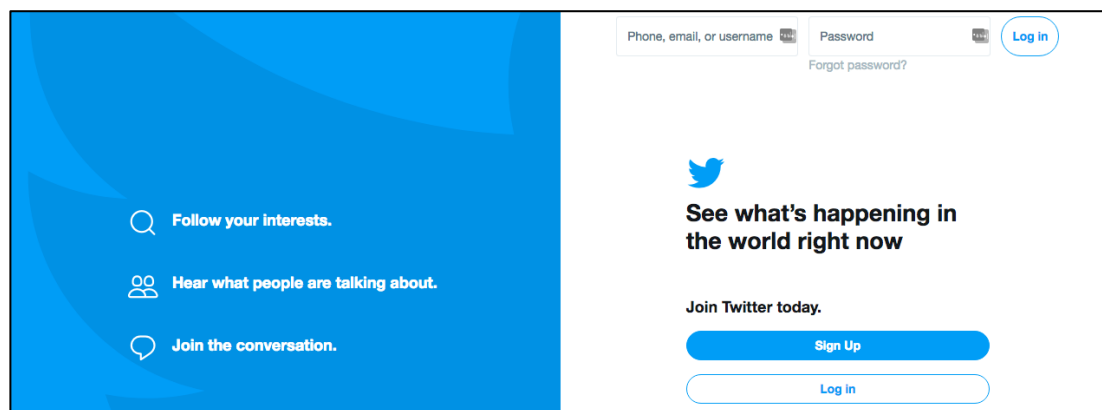 Phone, email, or username
Password
Log in
Forgot password?
Follow your interests.
Hear what people are talking about.
Join the conversation.
See what's happening in
the world right now
Join Twitter today.
Sign Up
Log in